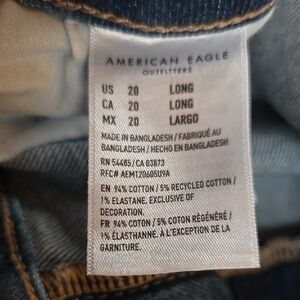 AMERICAN EAGLE
OUTFITTERS
US 20 LONG
CA 20 LONG
MX 20 LARGO
MADE IN BANGLADESH / FABRIQUÉ AU
BANGLADESH / HECHO EN BANGLADESH
RN 54485/CA 03873
RFC# AEM120605U9A
EN 94% COTTON / 5% RECYCLED COTTON /
1% ELASTANE. EXCLUSIVE OF
DECORATION.
FR 94% COTON / 5% COTON RÉGÉNÉRÉ /
1% ÉLASTHANNE. À L'EXCEPTION DE LA
GARNITURE.